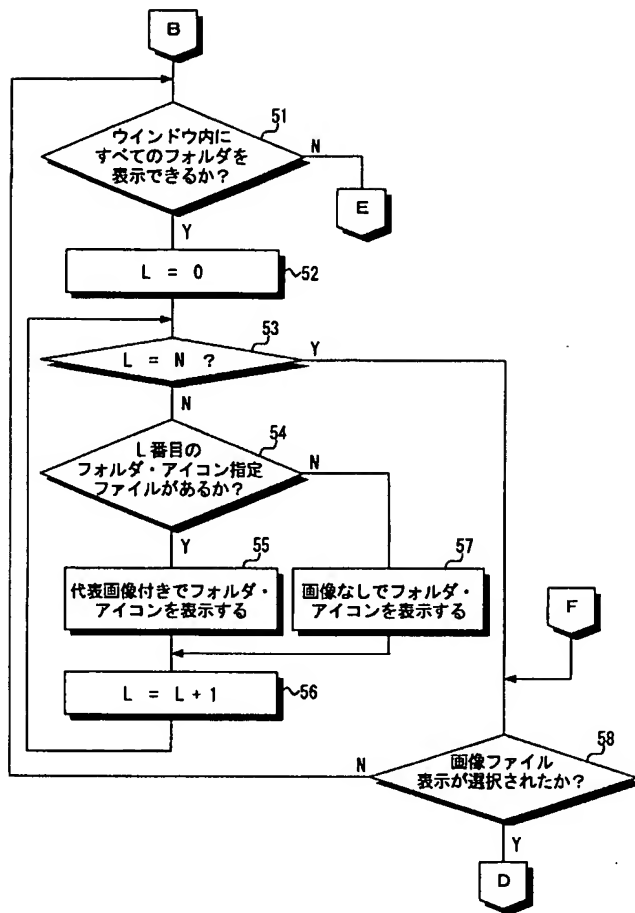 B
51
ウインドウ内に
すべてのフォルダを
表示できるか?
N
E
Y
L = 0
52
53
L = N ?
Y
N
54
L番目の
フォルダ・アイコン指定
ファイルがあるか?
N
Y
55
代表画像付きでフォルダ・
アイコンを表示する
57
画像なしでフォルダ・
アイコンを表示する
F
L = L + 1
56
58
画像ファイル
表示が選択されたか?
N
Y
D